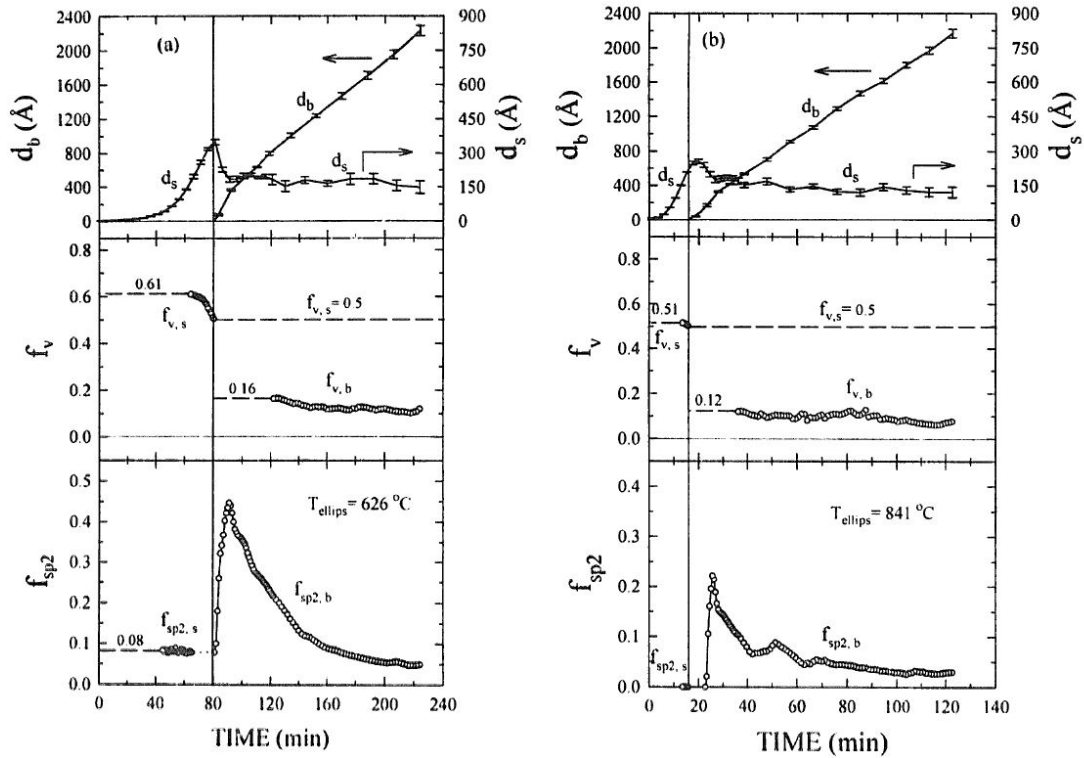 (a)
2400
2000
1600
1200
800
400
0
d_b (Å)
900
750
600
450
300
150
0
d_s (Å)
d_b
d_s
d_s
0.8
0.6
0.4
0.2
0.0
f_v
0.61
f_v, s
f_v, s = 0.5
0.16
f_v, b
0.5
0.4
0.3
0.2
0.1
0.0
f_sp2
T_ellips = 626 °C
f_sp2, b
f_sp2, s
0.08
0 40 80 120 160 200 240
TIME (min)
(b)
2400
2000
1600
1200
800
400
0
d_b (Å)
900
750
600
450
300
150
0
d_s (Å)
d_b
d_s
d_s
0.8
0.6
0.4
0.2
0.0
f_v
0.51
f_v, s
f_v,s = 0.5
0.12
f_v, b
0.4
0.3
0.2
0.1
0.0
f_sp2
T_ellips = 841 °C
f_sp2, s
f_sp2, b
0 20 40 60 80 100 120 140
TIME (min)